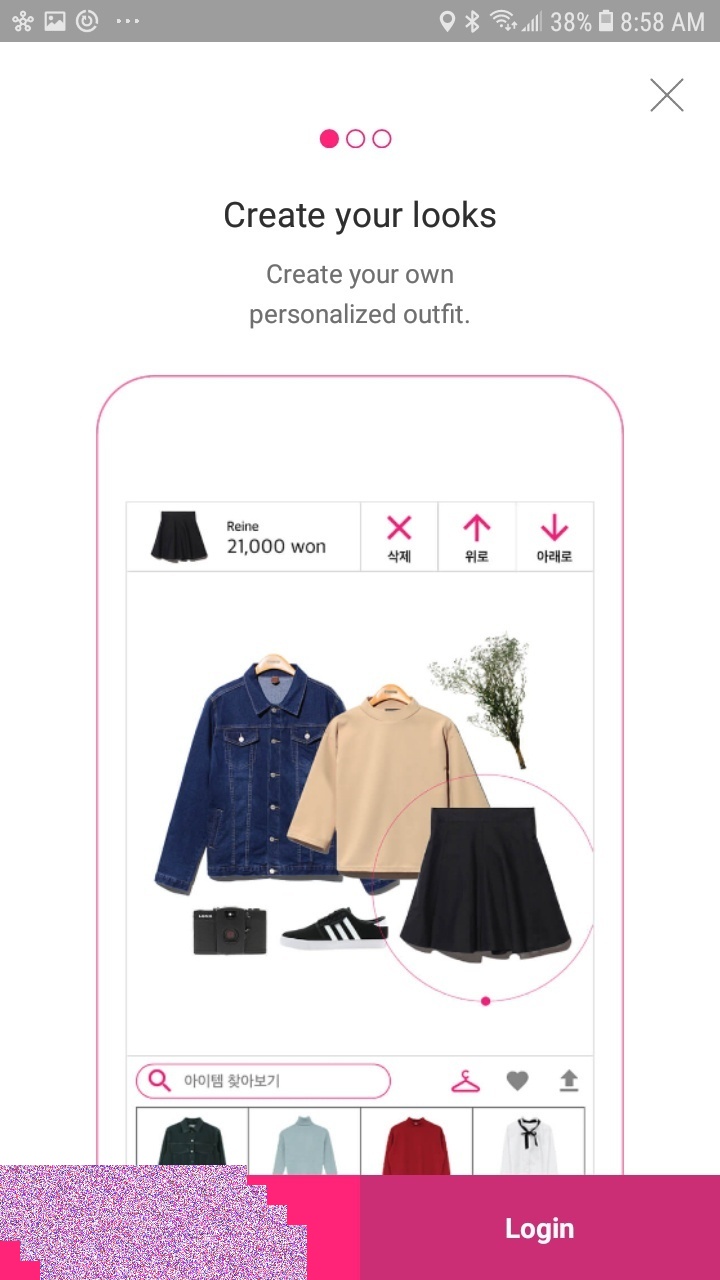 38% 8:58 AM
Create your looks
Create your own
personalized outfit.
Reine
21,000 won
삭제 위로 아래로
아이템 찾아보기
Login